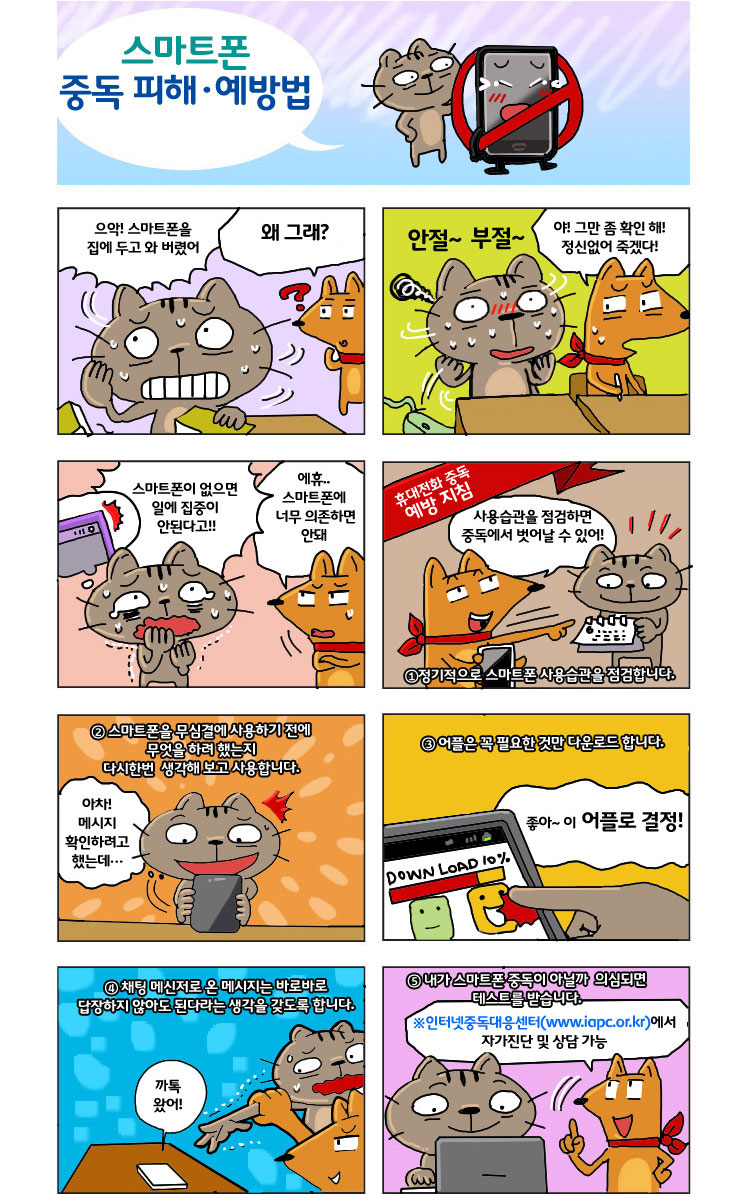 스마트폰
중독 피해·예방법
으악! 스마트폰을
집에 두고 와 버렸어
왜 그래?
?
안절~ 부절~
야! 그만 좀 확인 해!
정신없어 죽겠다!
스마트폰이 없으면
일에 집중이
안된다고!!
에휴..
스마트폰에
너무 의존하면
안돼
휴대전화 중독
예방 지침
사용습관을 점검하면
중독에서 벗어날 수 있어!
①정기적으로 스마트폰 사용습관을 점검합니다.
② 스마트폰을 무심결에 사용하기 전에
무엇을 하려 했는지
다시한번 생각해 보고 사용합니다.
아차!
메시지
확인하려고
했는데···
③ 어플은 꼭 필요한 것만 다운로드 합니다.
좋아~ 이 어플로 결정!
DOWN LOAD 10%
④ 채팅 메신저로 온 메시지는 바로바로
답장하지 않아도 된다라는 생각을 갖도록 합니다.
까톡
왔어!
⑤ 내가 스마트폰 중독이 아닐까 의심되면
테스트를 받습니다.
※인터넷중독대응센터(www.iapc.or.kr)에서
자가진단 및 상담 가능